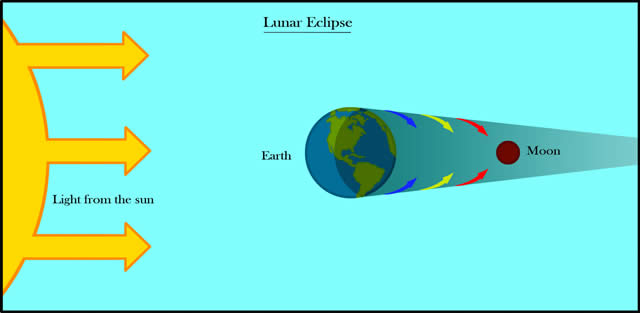 Lunar Eclipse
Earth
Moon
Light from the sun